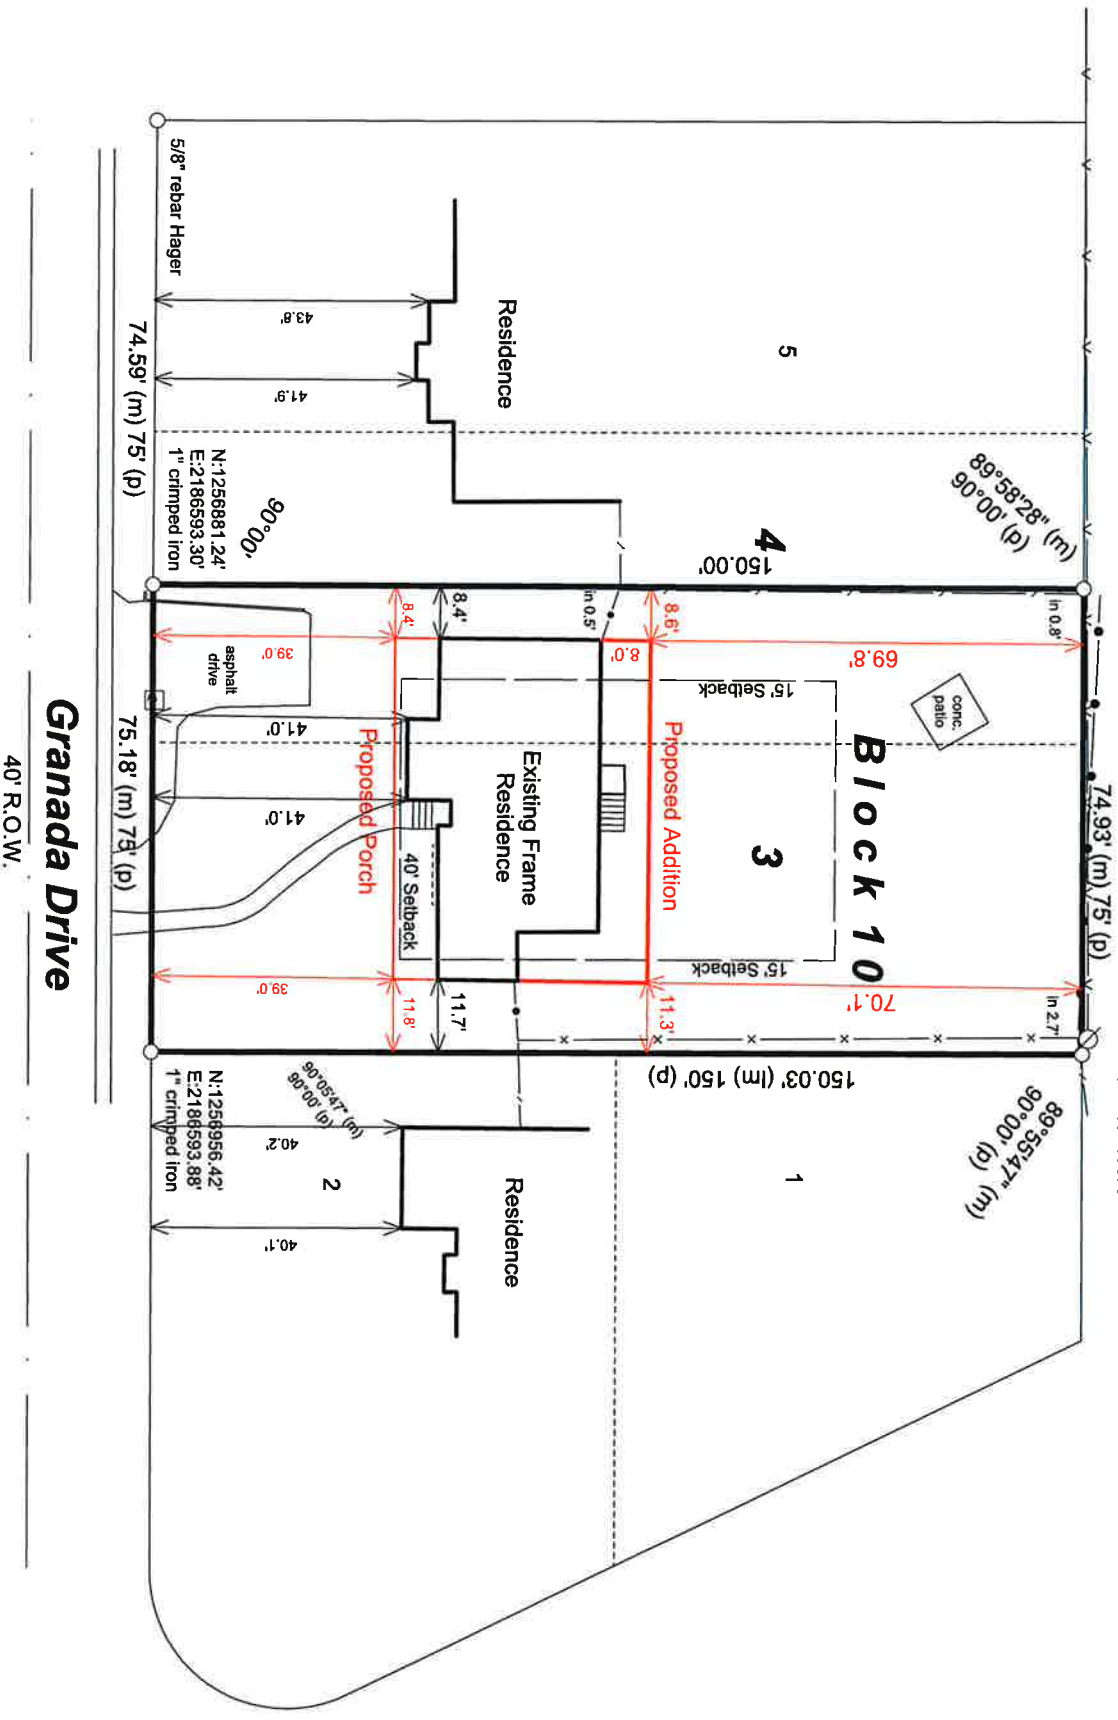 74.93' (m) 75' (p)
89°58'28" (m)
90°00' (p)
89°55'47" (m)
90°00' (p)
in 0.8'
in 2.7'
5
4
150.00'
Block 10
3
1
conc.
patio
69.8'
70.1'
15' Setback
15' Setback
150.03' (m) 150' (p)
Proposed Addition
8.6'
11.3'
8.0'
in 0.5'
Residence
Existing Frame
Residence
Residence
8.4'
11.7'
40' Setback
8.4'
11.8'
Proposed Porch
43.8'
41.9'
39.0'
41.0'
41.0'
39.0'
40.2'
40.1'
2
asphalt
drive
90°00'
90°05'47" (m)
90°00' (p)
5/8" rebar Hager
N:1256881.24'
E:2186593.30'
1" crimped iron
N:1256956.42'
E:2186593.88'
1" crimped iron
74.59' (m) 75' (p)
75.18' (m) 75' (p)
Granada Drive
40' R.O.W.